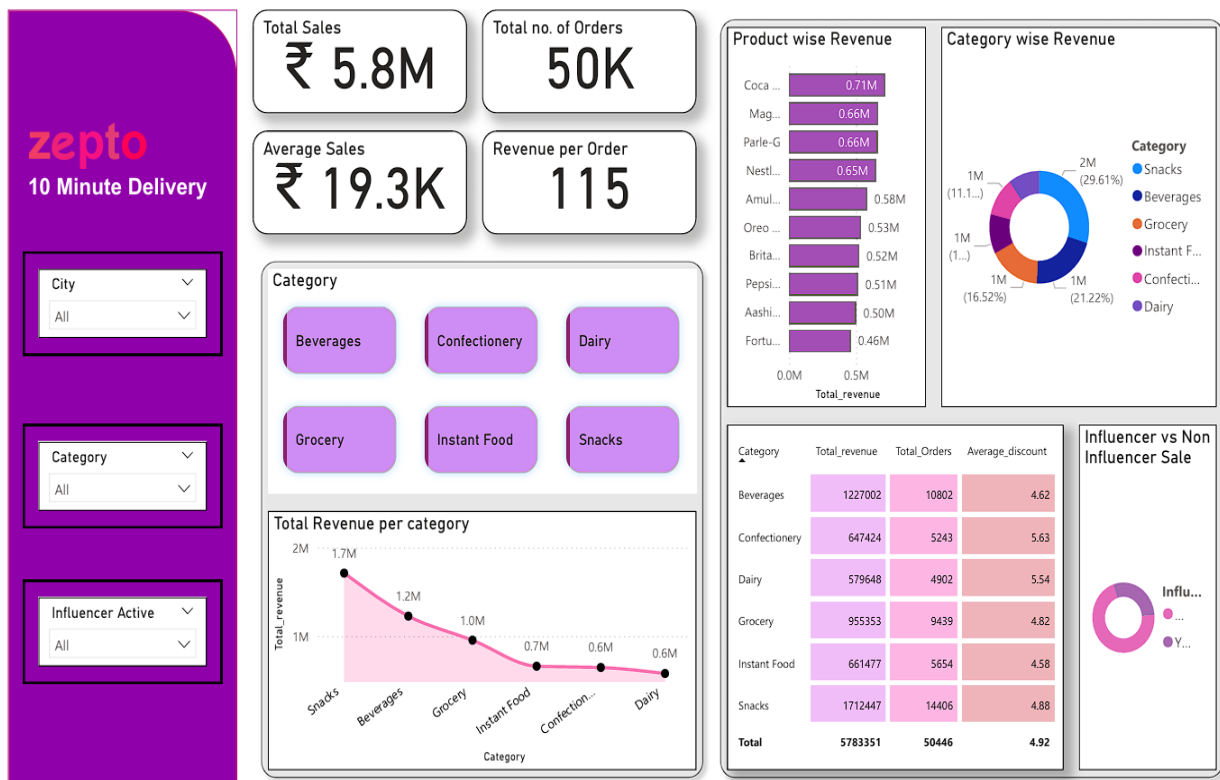 zepto
10 Minute Delivery
City
All
Category
All
Influencer Active
All
Total Sales
₹ 5.8M
Total no. of Orders
50K
Average Sales
₹ 19.3K
Revenue per Order
115
Category
Beverages
Confectionery
Dairy
Grocery
Instant Food
Snacks
Total Revenue per category
Total_revenue
2M
1M
1.7M
1.2M
1.0M
0.7M
0.6M
0.6M
Snacks
Beverages
Grocery
Instant Food
Confection...
Dairy
Category
Product wise Revenue
Coca ... 0.71M
Mag... 0.66M
Parle-G 0.66M
Nestl... 0.65M
Amul... 0.58M
Oreo ... 0.53M
Brita... 0.52M
Pepsi... 0.51M
Aashi... 0.50M
Fortu... 0.46M
0.0M 0.5M
Total_revenue
Category wise Revenue
2M
(29.61%)
1M
(21.22%)
1M
(16.52%)
1M
(1...)
1M
(11.1...)
Category
Snacks
Beverages
Grocery
Instant F...
Confecti...
Dairy
Category Total_revenue Total_Orders Average_discount
Beverages 1227002 10802 4.62
Confectionery 647424 5243 5.63
Dairy 579648 4902 5.54
Grocery 955353 9439 4.82
Instant Food 661477 5654 4.58
Snacks 1712447 14406 4.88
Total 5783351 50446 4.92
Influencer vs Non
Influencer Sale
Influ...
...
Y...